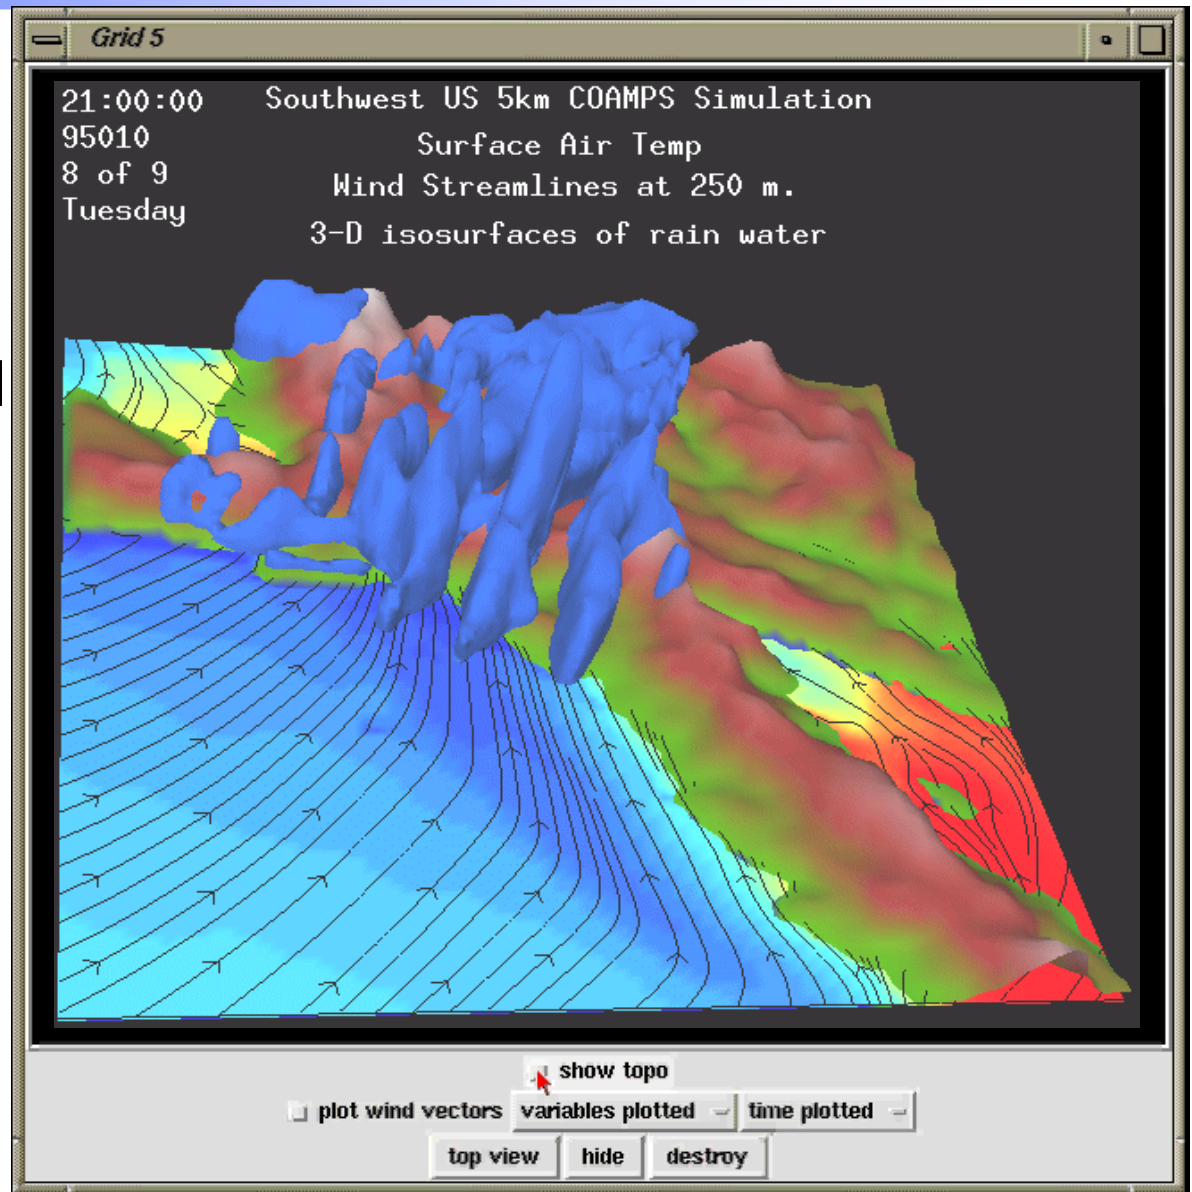 Grid 5
21:00:00
95010
8 of 9
Tuesday
Southwest US 5km COAMPS Simulation
Surface Air Temp
Wind Streamlines at 250 m.
3-D isosurfaces of rain water
show topo
plot wind vectors
variables plotted
time plotted
top view
hide
destroy